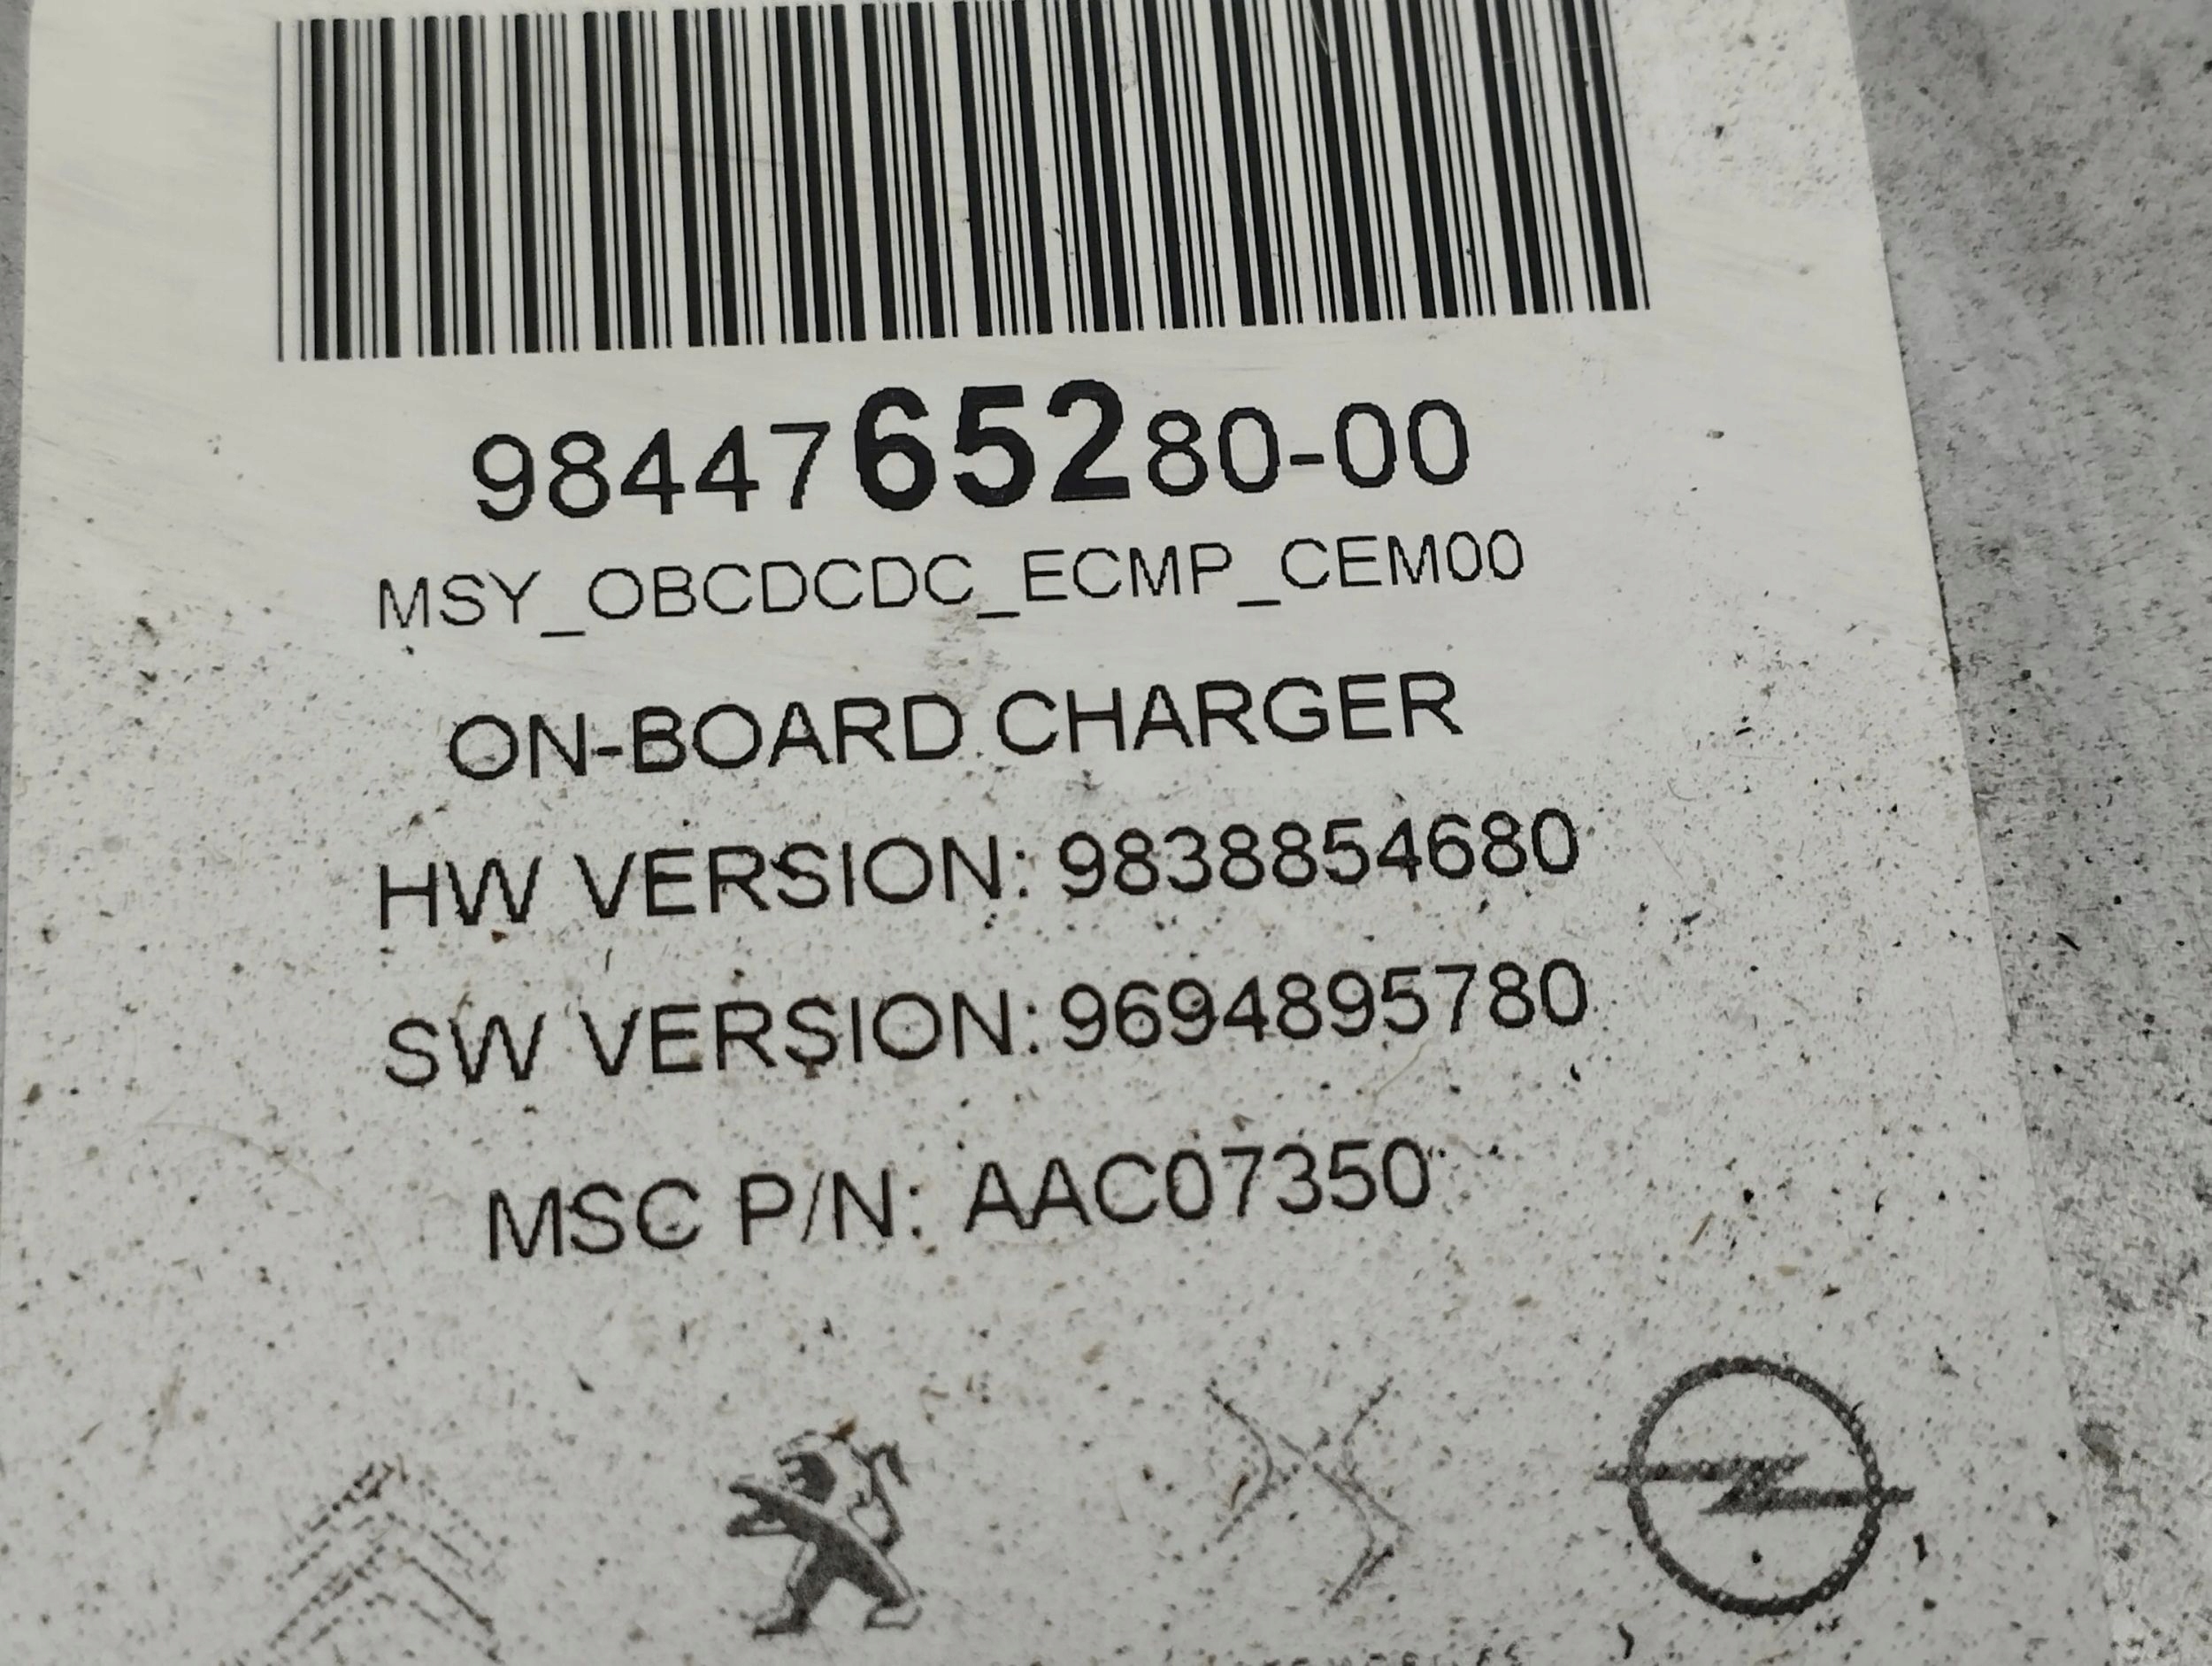 9844765280-00
MSY_OBCDCDC_ECMP_CEM00
ON-BOARD CHARGER
HW VERSION: 9838854680
SW VERSION: 9694895780
MSC P/N: AAC07350